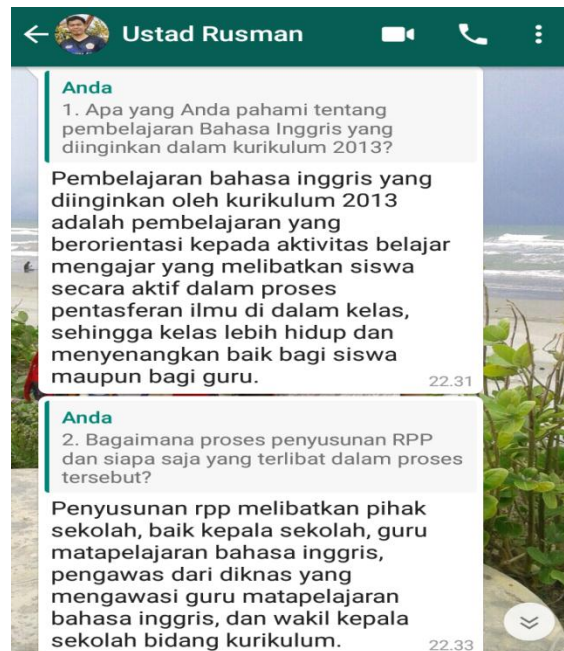 Ustad Rusman
Anda
1. Apa yang Anda pahami tentang
pembelajaran Bahasa Inggris yang
diinginkan dalam kurikulum 2013?
Pembelajaran bahasa inggris yang
diinginkan oleh kurikulum 2013
adalah pembelajaran yang
berorientasi kepada aktivitas belajar
mengajar yang melibatkan siswa
secara aktif dalam proses
pentasferan ilmu di dalam kelas,
sehingga kelas lebih hidup dan
menyenangkan baik bagi siswa
maupun bagi guru. 22.31
Anda
2. Bagaimana proses penyusunan RPP
dan siapa saja yang terlibat dalam proses
tersebut?
Penyusunan rpp melibatkan pihak
sekolah, baik kepala sekolah, guru
matapelajaran bahasa inggris,
pengawas dari diknas yang
mengawasi guru matapelajaran
bahasa inggris, dan wakil kepala
sekolah bidang kurikulum. 22.33